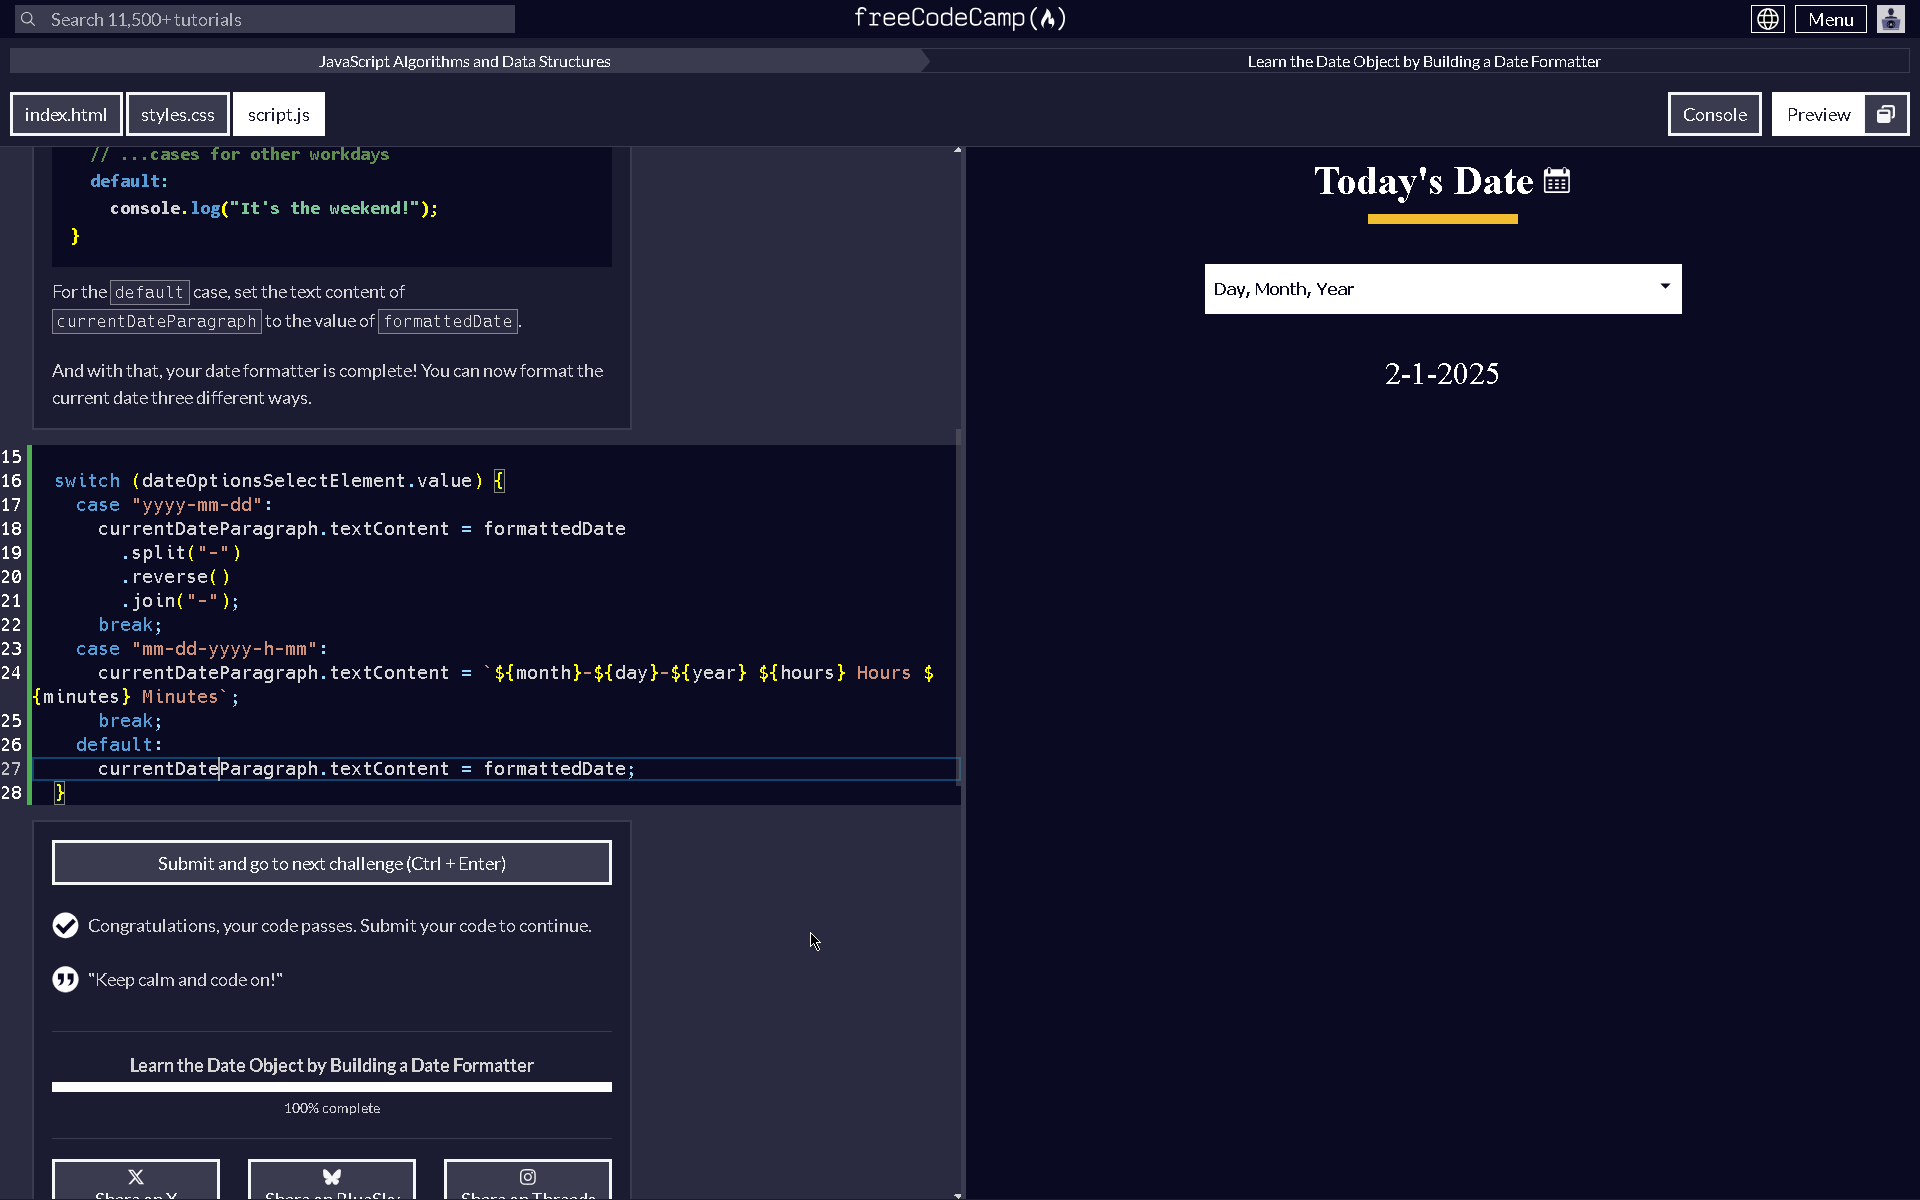 Search 11,500+ tutorials
freeCodeCamp
Menu
JavaScript Algorithms and Data Structures
Learn the Date Object by Building a Date Formatter
index.html
styles.css
script.js
Console
Preview
// ...cases for other workdays
default:
console.log("It's the weekend!");
}
For the default case, set the text content of
currentDateParagraph to the value of formattedDate.
And with that, your date formatter is complete! You can now format the
current date three different ways.
15
16 switch (dateOptionsSelectElement.value) {
17 case "yyyy-mm-dd":
18 currentDateParagraph.textContent = formattedDate
19 .split("-")
20 .reverse()
21 .join("-");
22 break;
23 case "mm-dd-yyyy-h-mm":
24 currentDateParagraph.textContent = `${month}-${day}-${year} ${hours} Hours $
{minutes} Minutes`;
25 break;
26 default:
27 currentDateParagraph.textContent = formattedDate;
28 }
Submit and go to next challenge (Ctrl + Enter)
Congratulations, your code passes. Submit your code to continue.
"Keep calm and code on!"
Learn the Date Object by Building a Date Formatter
100% complete
Share on X
Share on BlueSky
Share on Threads
Today's Date
Day, Month, Year
2-1-2025